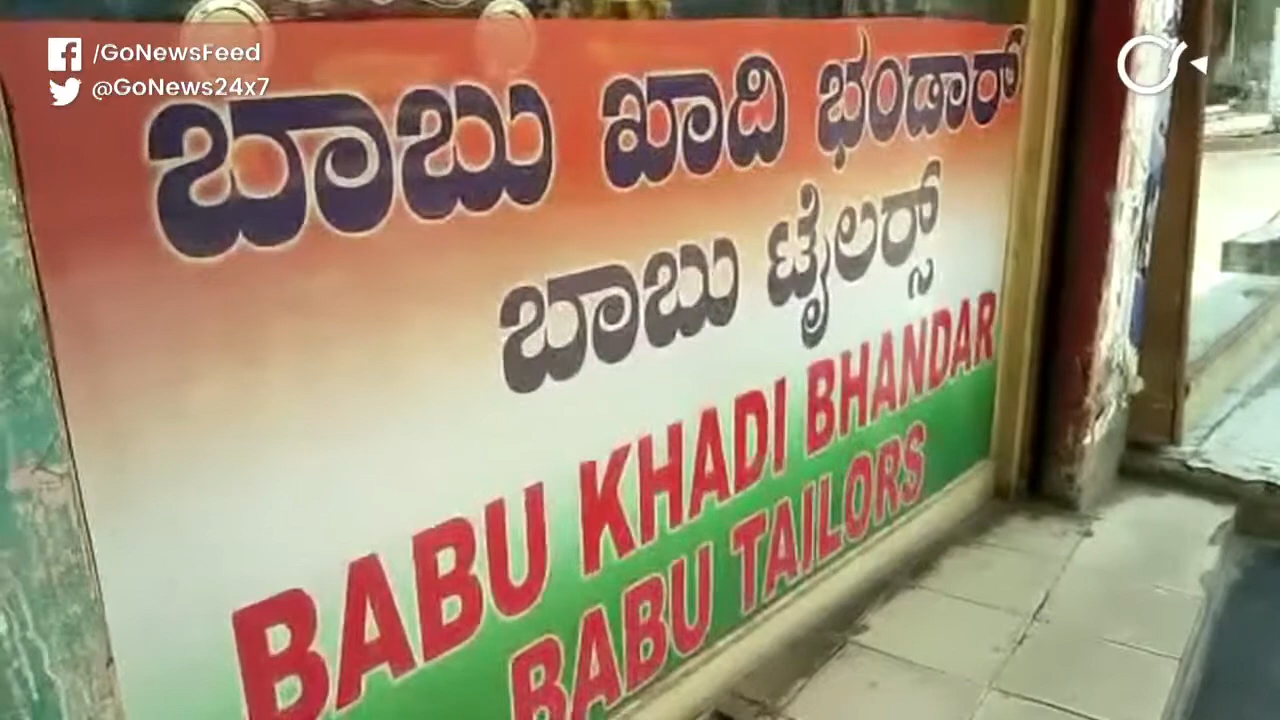 /GoNewsFeed
@GoNews24x7
ಬಾಬು ಖಾದಿ ಭಂಡಾರ್
ಬಾಬು ಟೈಲರ್ಸ್
BABU KHADI BHANDAR
BABU TAILORS